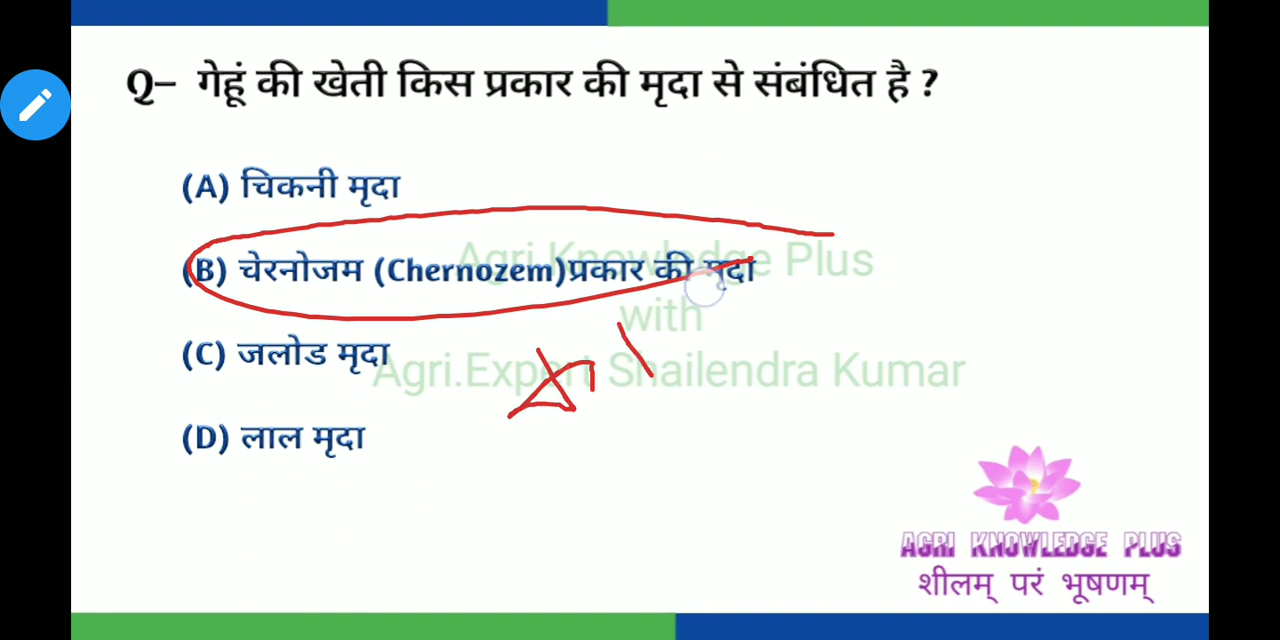 Q– गेहूं की खेती किस प्रकार की मृदा से संबंधित है ?
(A) चिकनी मृदा
(B) चेरनोजम (Chernozem)प्रकार की मृदा
(C) जलोड मृदा
(D) लाल मृदा
Agri Knowledge Plus
with
Agri.Expert Shailendra Kumar
AGRI KNOWLEDGE PLUS
शीलम् परं भूषणम्